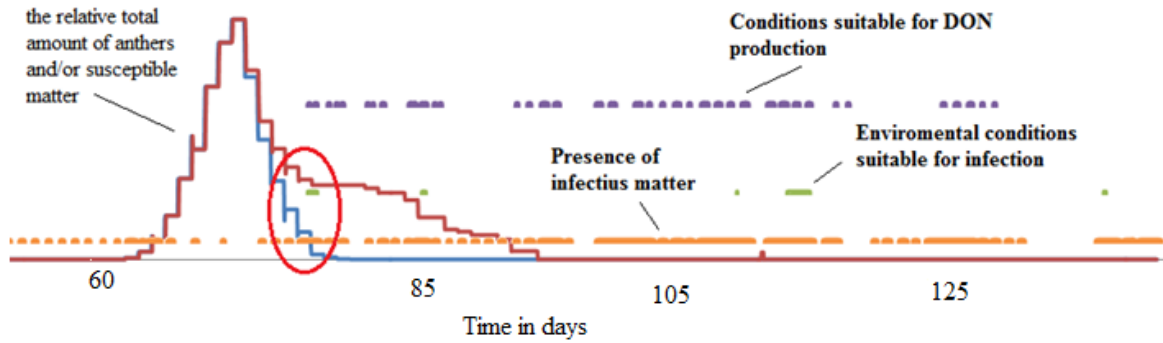 the relative total
amount of anthers
and/or susceptible
matter
Conditions suitable for DON
production
Enviromental conditions
suitable for infection
Presence of
infectius matter
60
85
105
125
Time in days